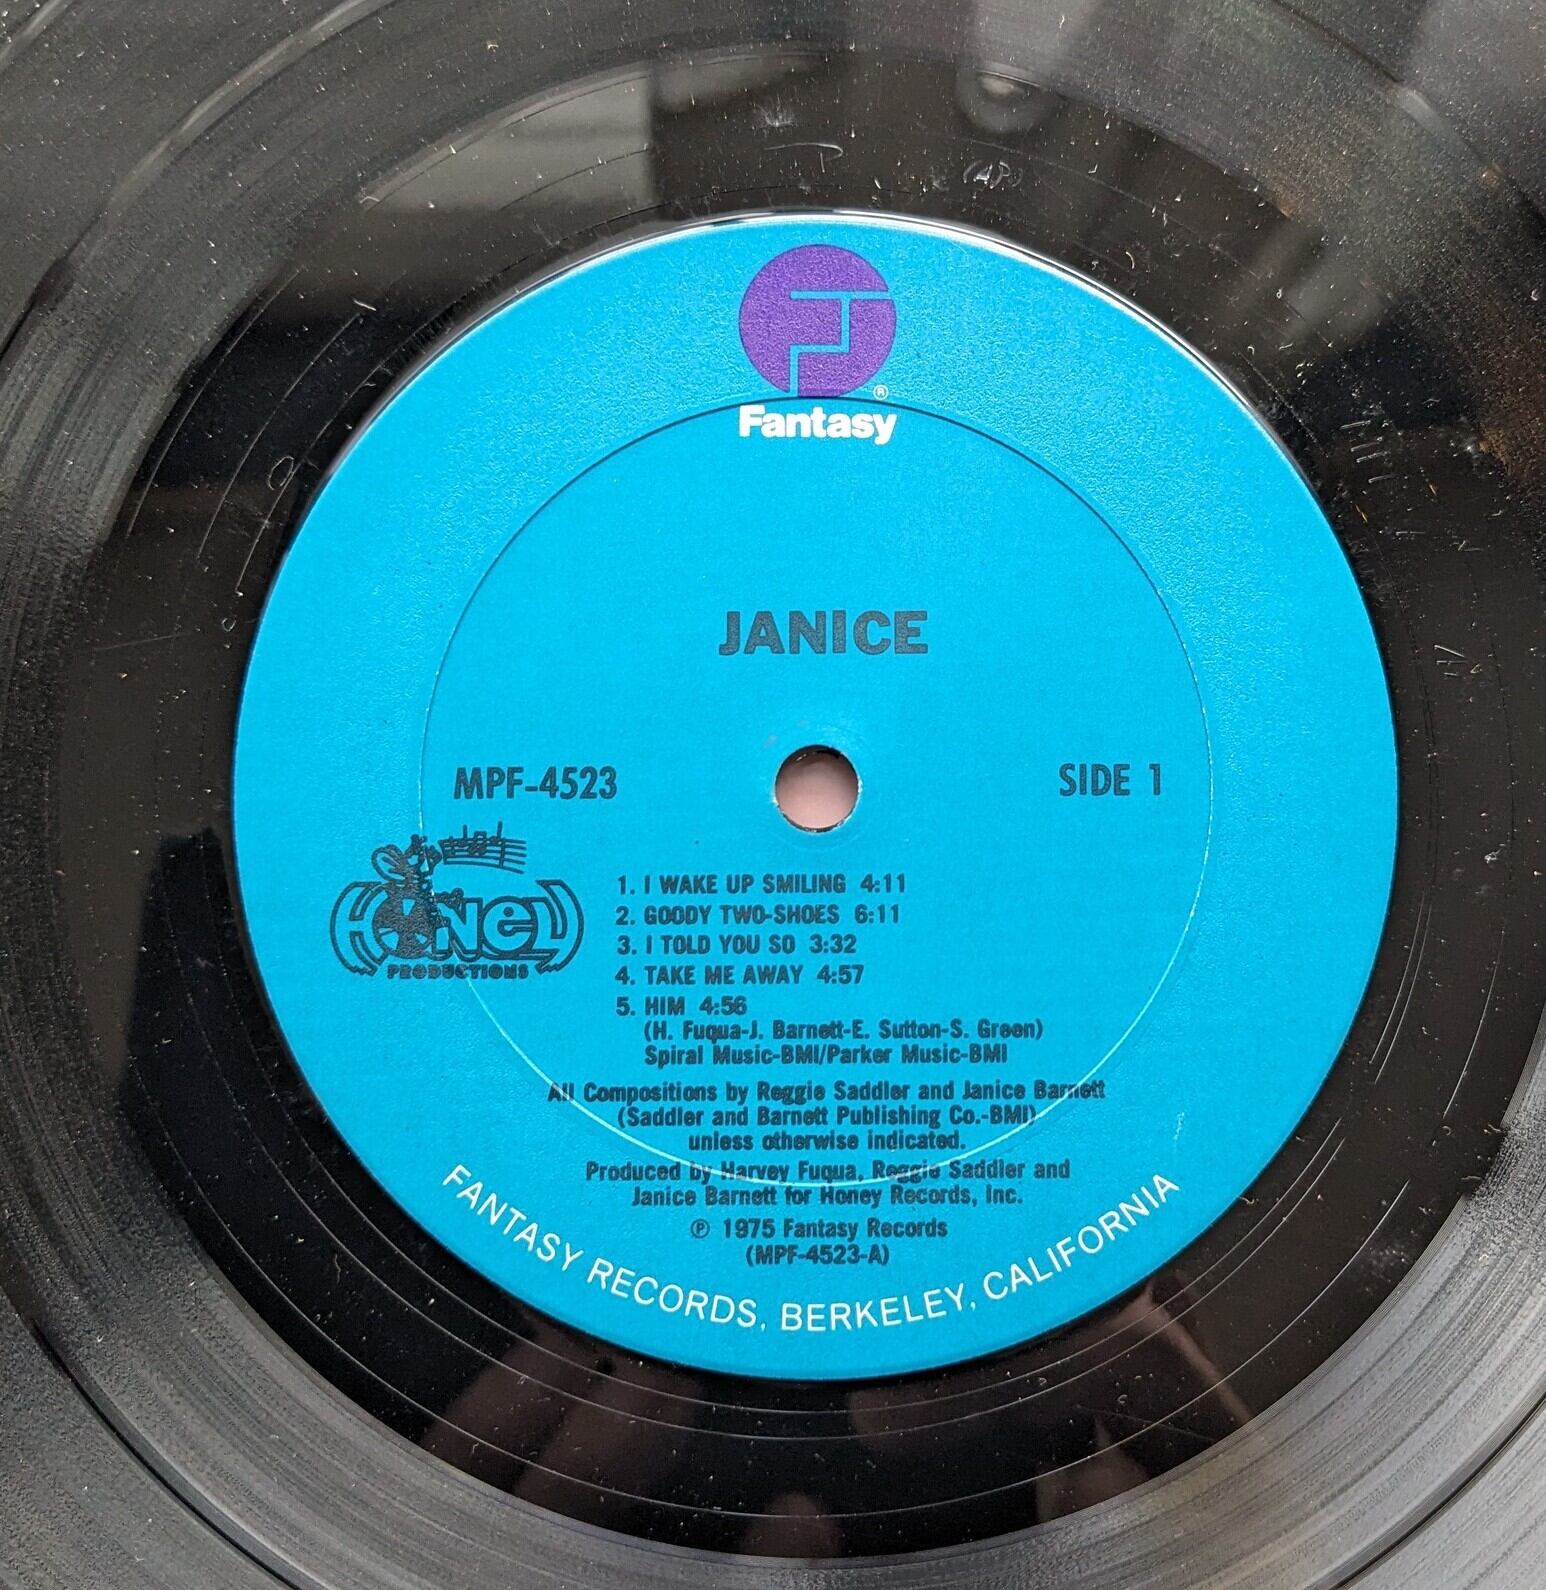 Fantasy
®
JANICE
MPF-4523
SIDE 1
HONEY
PRODUCTIONS
1. I WAKE UP SMILING 4:11
2. GOODY TWO-SHOES 6:11
3. I TOLD YOU SO 3:32
4. TAKE ME AWAY 4:57
5. HIM 4:56
(H. Fuqua-J. Barnett-E. Sutton-S. Green)
Spiral Music-BMI/Parker Music-BMI
All Compositions by Reggie Saddler and Janice Barnett
(Saddler and Barnett Publishing Co.-BMI)
unless otherwise indicated.
Produced by Harvey Fuqua, Reggie Saddler and
Janice Barnett for Honey Records, Inc.
℗ 1975 Fantasy Records
(MPF-4523-A)
FANTASY RECORDS, BERKELEY, CALIFORNIA